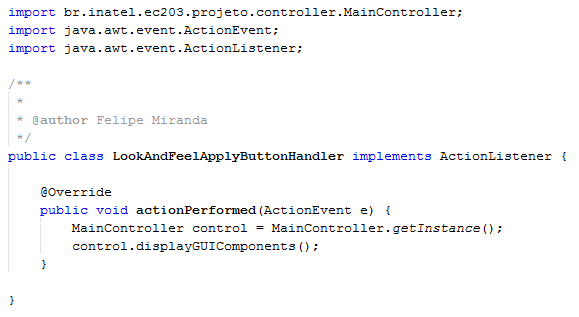 import br.inatel.ec203.projeto.controller.MainController;
import java.awt.event.ActionEvent;
import java.awt.event.ActionListener;
/**
*
* @author Felipe Miranda
*/
public class LookAndFeelApplyButtonHandler implements ActionListener {
@Override
public void actionPerformed(ActionEvent e) {
MainController control = MainController.getInstance();
control.displayGUIComponents();
}
}